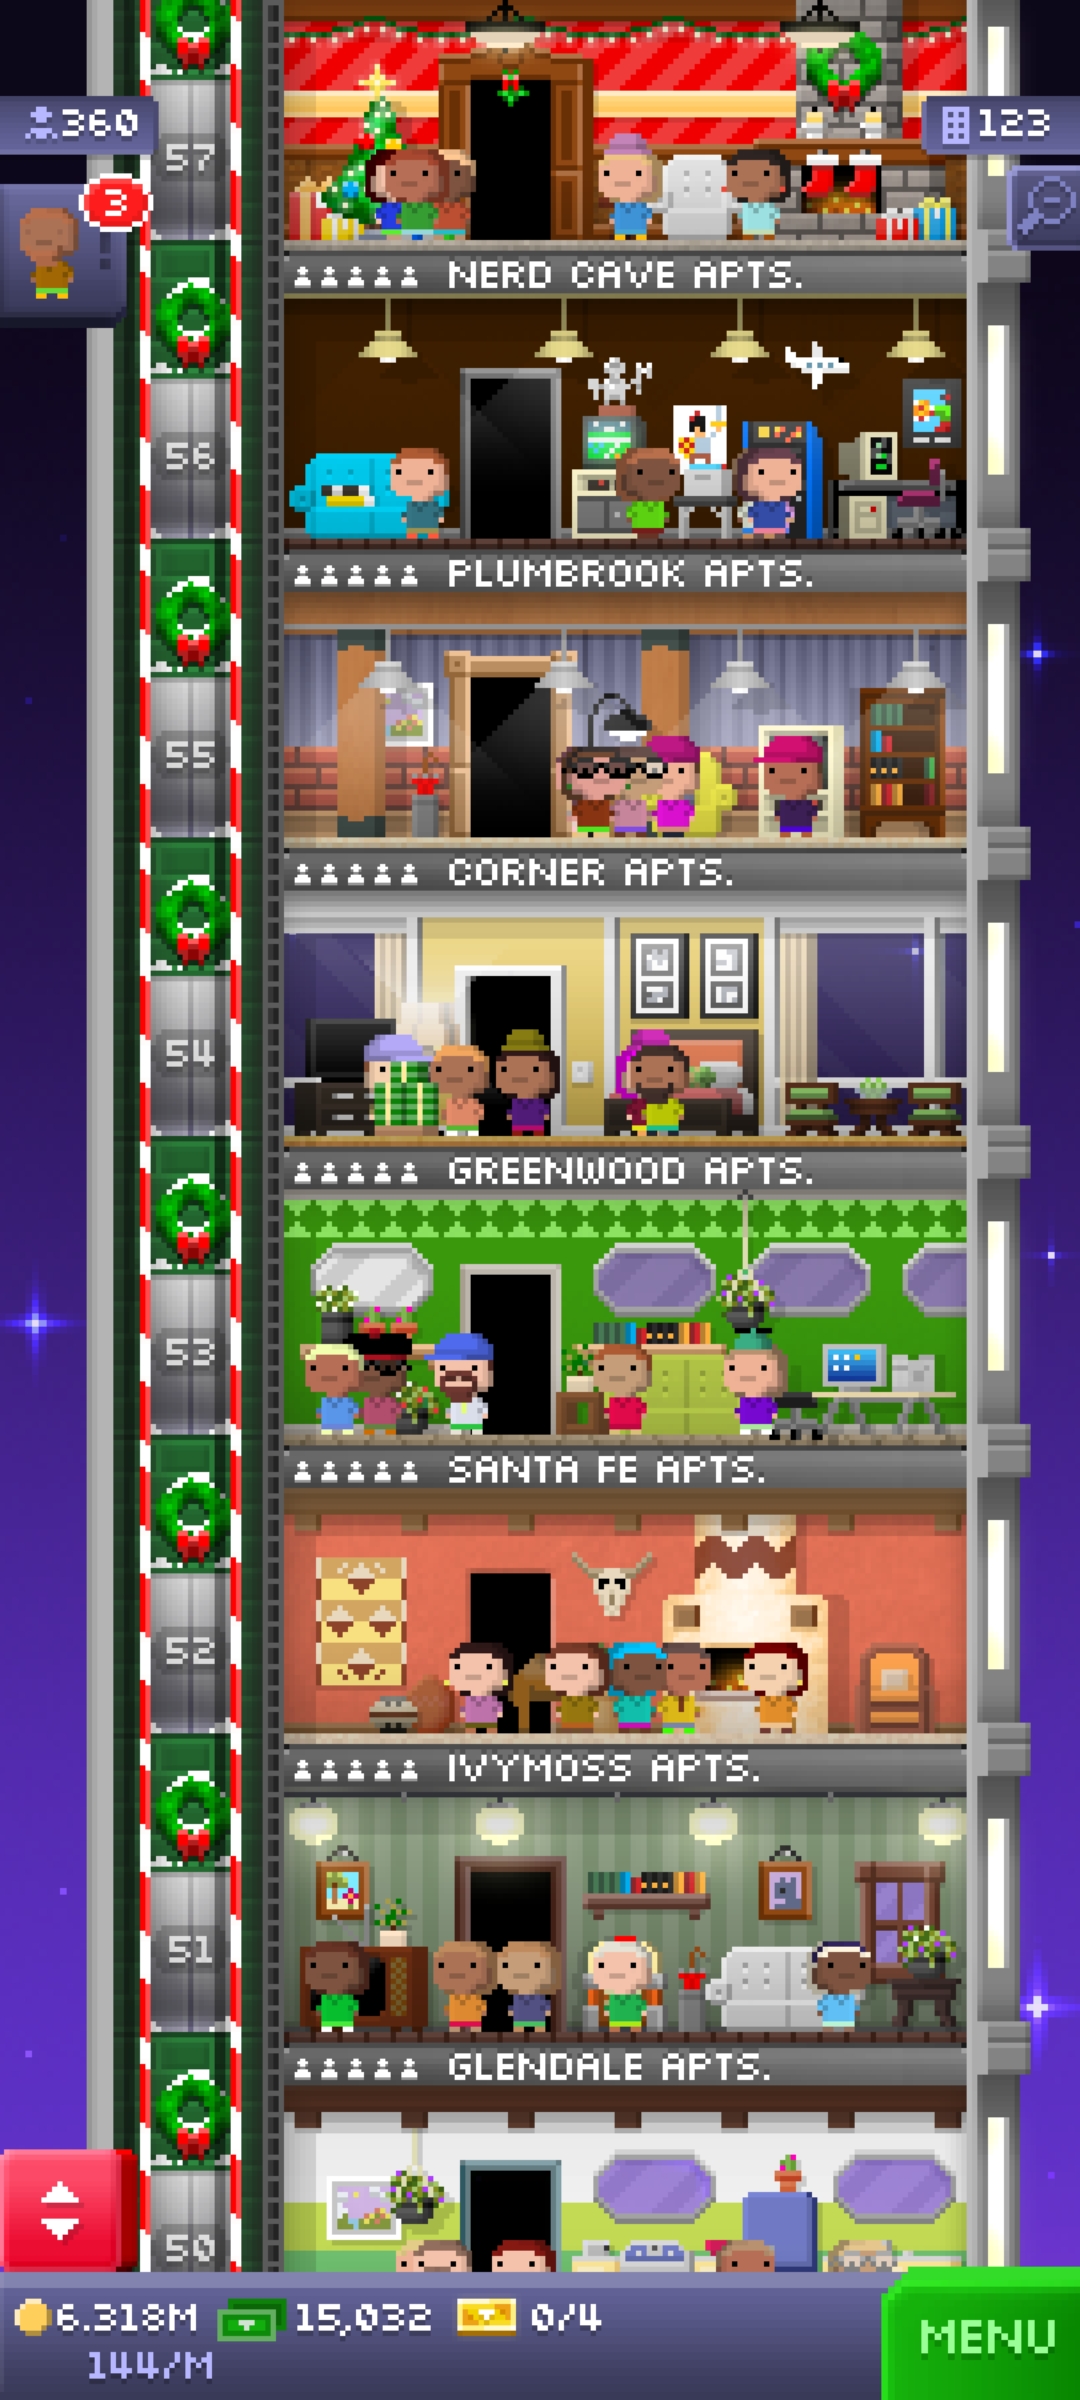 360
57
123
3
NERD CAVE APTS.
56
PLUMBROOK APTS.
55
CORNER APTS.
54
GREENWOOD APTS.
53
SANTA FE APTS.
52
IVYMOSS APTS.
51
GLENDALE APTS.
50
6.318M 15,032 0/4
144/M
MENU